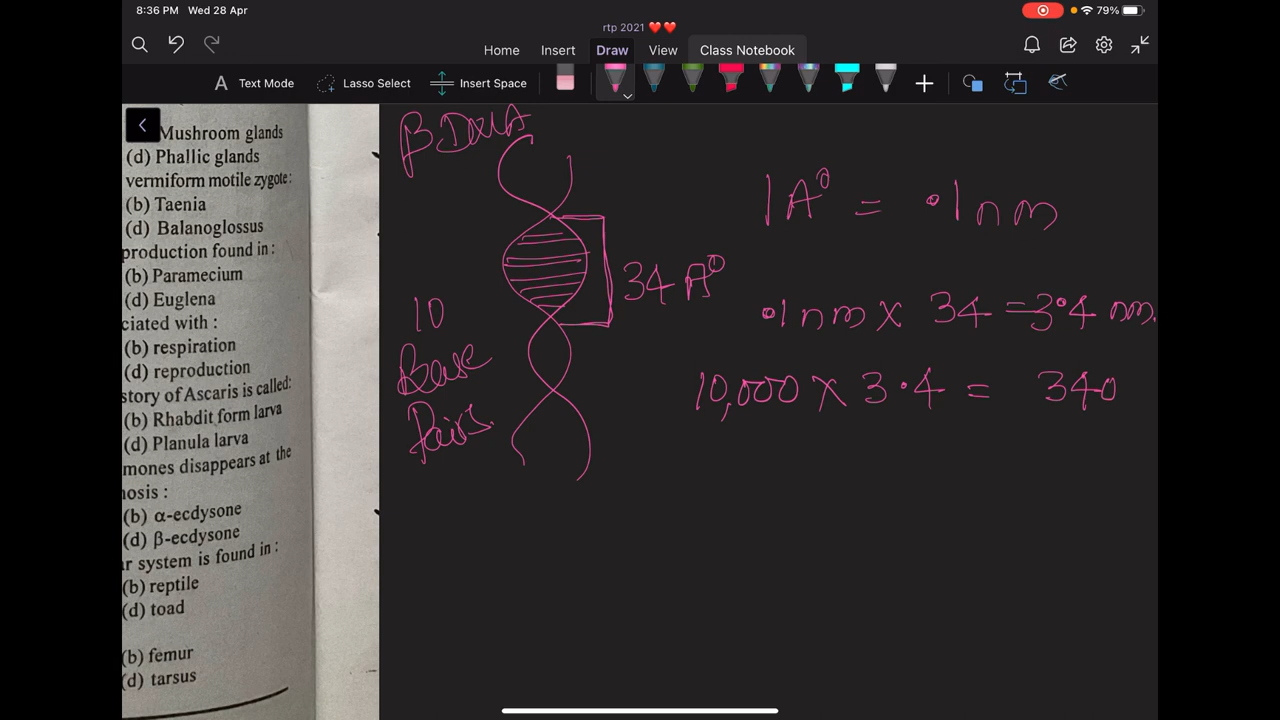 8:36 PM Wed 28 Apr
79%
rtp 2021 ❤️❤️
Home Insert Draw View Class Notebook
Text Mode Lasso Select Insert Space
Mushroom glands
(d) Phallic glands
vermiform motile zygote:
(b) Taenia
(d) Balanoglossus
production found in :
(b) Paramecium
(d) Euglena
ciated with :
(b) respiration
(d) reproduction
story of Ascaris is called:
(b) Rhabdit form larva
(d) Planula larva
mones disappears at the
nosis :
(b) α-ecdysone
(d) β-ecdysone
ar system is found in :
(b) reptile
(d) toad
(b) femur
(d) tarsus
β DNA
34 A⁰
10
Base
Pairs.
1A⁰ = .1nm
.1nm x 34 = 3.4 nm.
10,000 x 3.4 = 340